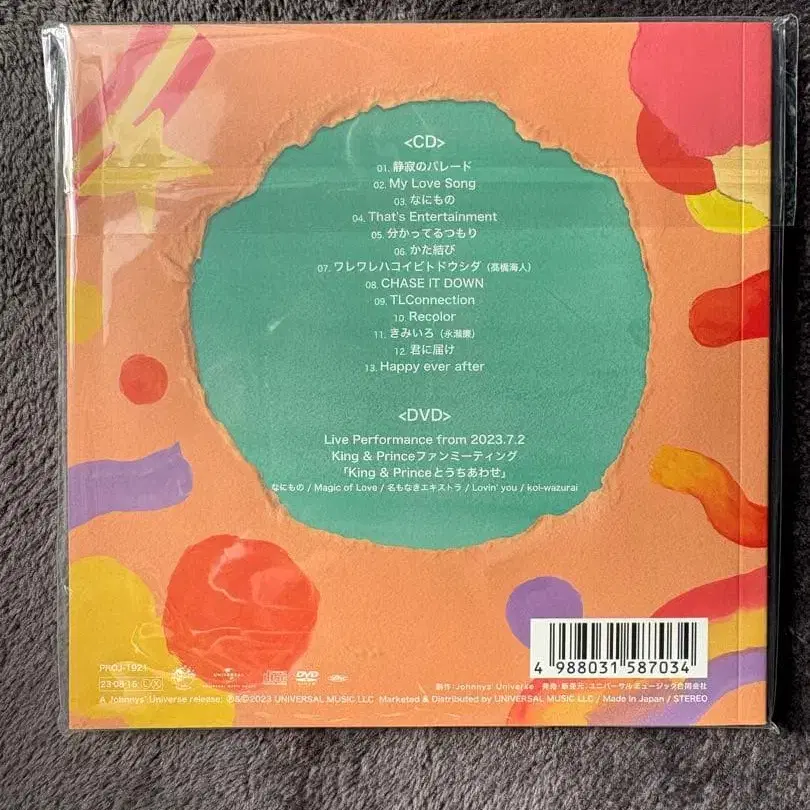 <CD>
01. 静寂のパレード
02. My Love Song
03. なにもの
04. That's Entertainment
05. 分かってるつもり
06. かた結び
07. ワレワレハコイビトドウシダ（髙橋海人）
08. CHASE IT DOWN
09. TLConnection
10. Recolor
11. きみいろ（永瀬廉）
12. 君に届け
13. Happy ever after
<DVD>
Live Performance from 2023.7.2
King & Princeファンミーティング
「King & Princeとうちあわせ」
なにもの / Magic of Love / 名もなきエキストラ / Lovin' you / koi-wazurai
4 988031 587034
PROJ-1921
23·08·16
UNIVERSAL
DVD
制作：Johnnys' Universe 発売・販売元：ユニバーサル ミュージック合同会社
A Johnnys' Universe release; ℗&©2023 UNIVERSAL MUSIC LLC Marketed & Distributed by UNIVERSAL MUSIC LLC / Made in Japan / STEREO